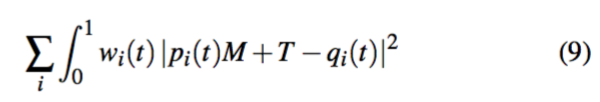 ∑_i ∫_0^1 w_i(t) |p_i(t)M + T − q_i(t)|^2 (9)